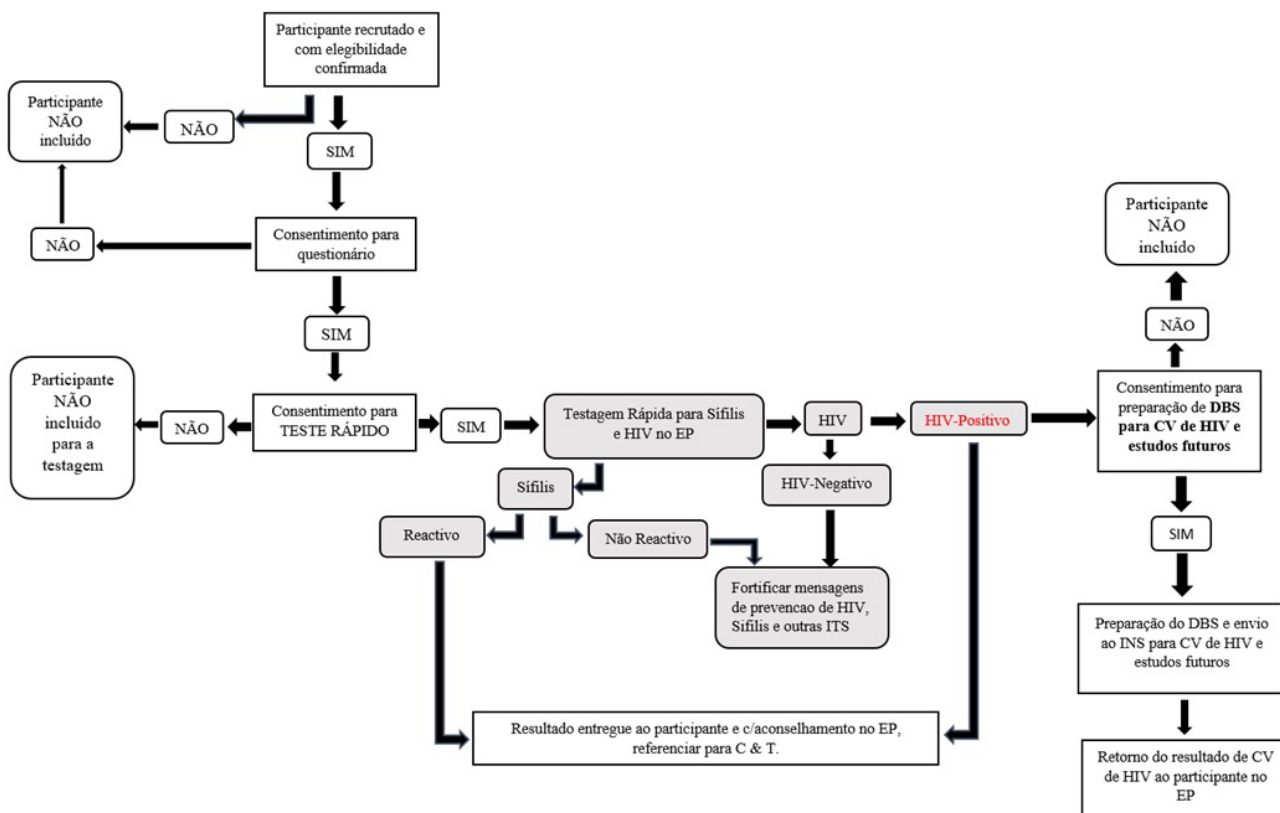 Participante recrutado e
com elegibilidade
confirmada
Participante
NÃO
incluído
NÃO
SIM
NÃO
Consentimento para
questionário
SIM
Participante
NÃO
incluído
para a
testagem
NÃO
Consentimento para
TESTE RÁPIDO
SIM
Testagem Rápida para Sífilis
e HIV no EP
HIV
HIV-Positivo
Participante
NÃO
incluído
NÃO
Consentimento para
preparação de DBS
para CV de HIV e
estudos futuros
Sífilis
HIV-Negativo
Reactivo
Não Reactivo
SIM
Fortificar mensagens
de prevencao de HIV,
Sifilis e outras ITS
Preparação do DBS e envio
ao INS para CV de HIV e
estudos futuros
Resultado entregue ao participante e c/aconselhamento no EP,
referenciar para C & T.
Retorno do resultado de CV
de HIV ao participante no
EP